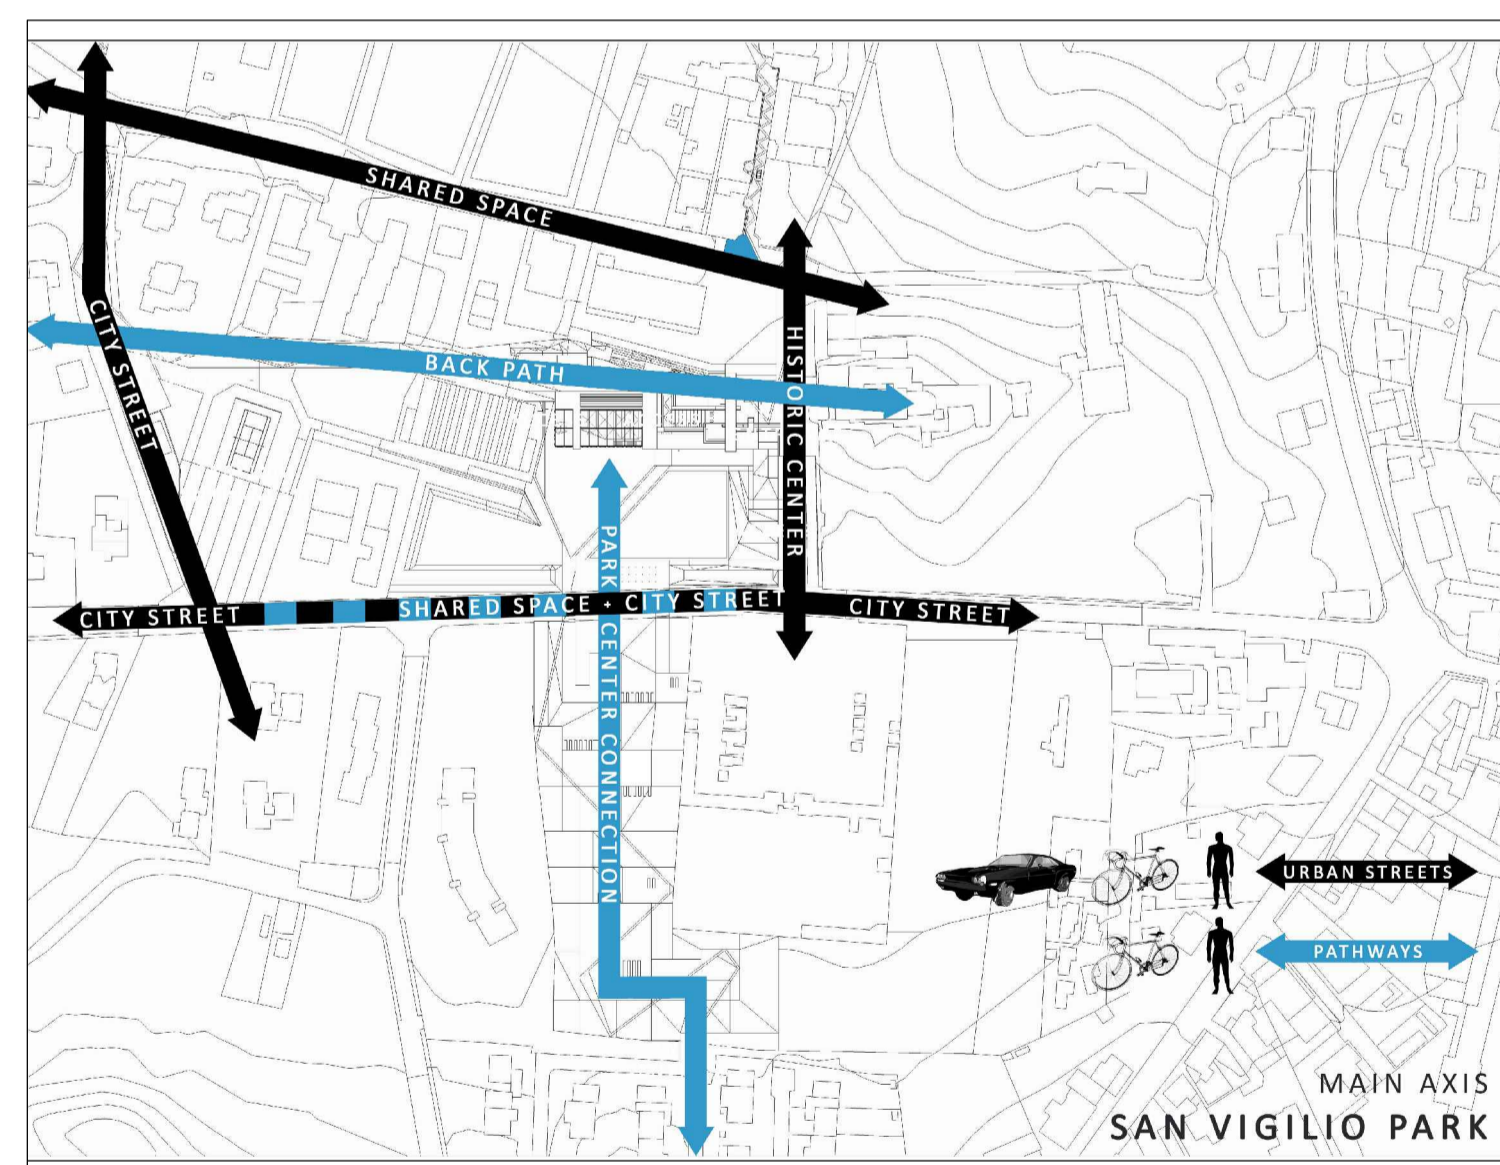 SHARED SPACE
CITY STREET
BACK PATH
HISTORIC CENTER
PARK - CENTER CONNECTION
CITY STREET
SHARED SPACE + CITY STREET
CITY STREET
URBAN STREETS
PATHWAYS
MAIN AXIS
SAN VIGILIO PARK